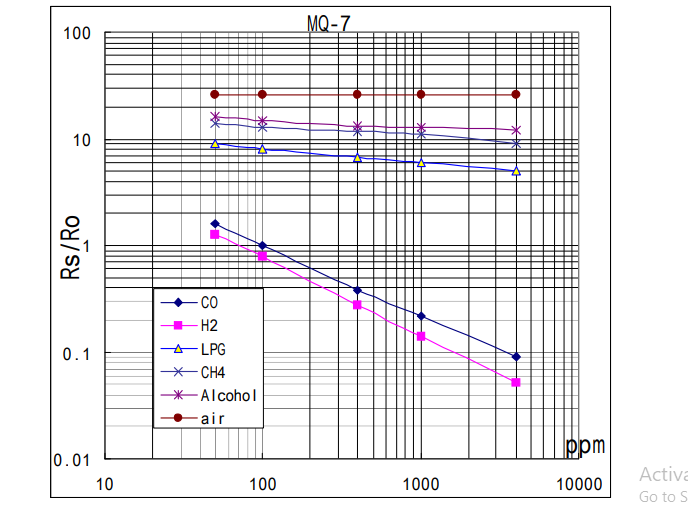 MQ-7
100
10
1
0.1
0.01
Rs/Ro
CO
H2
LPG
CH4
Alcohol
air
ppm
10 100 1000 10000
Activa
Go to S